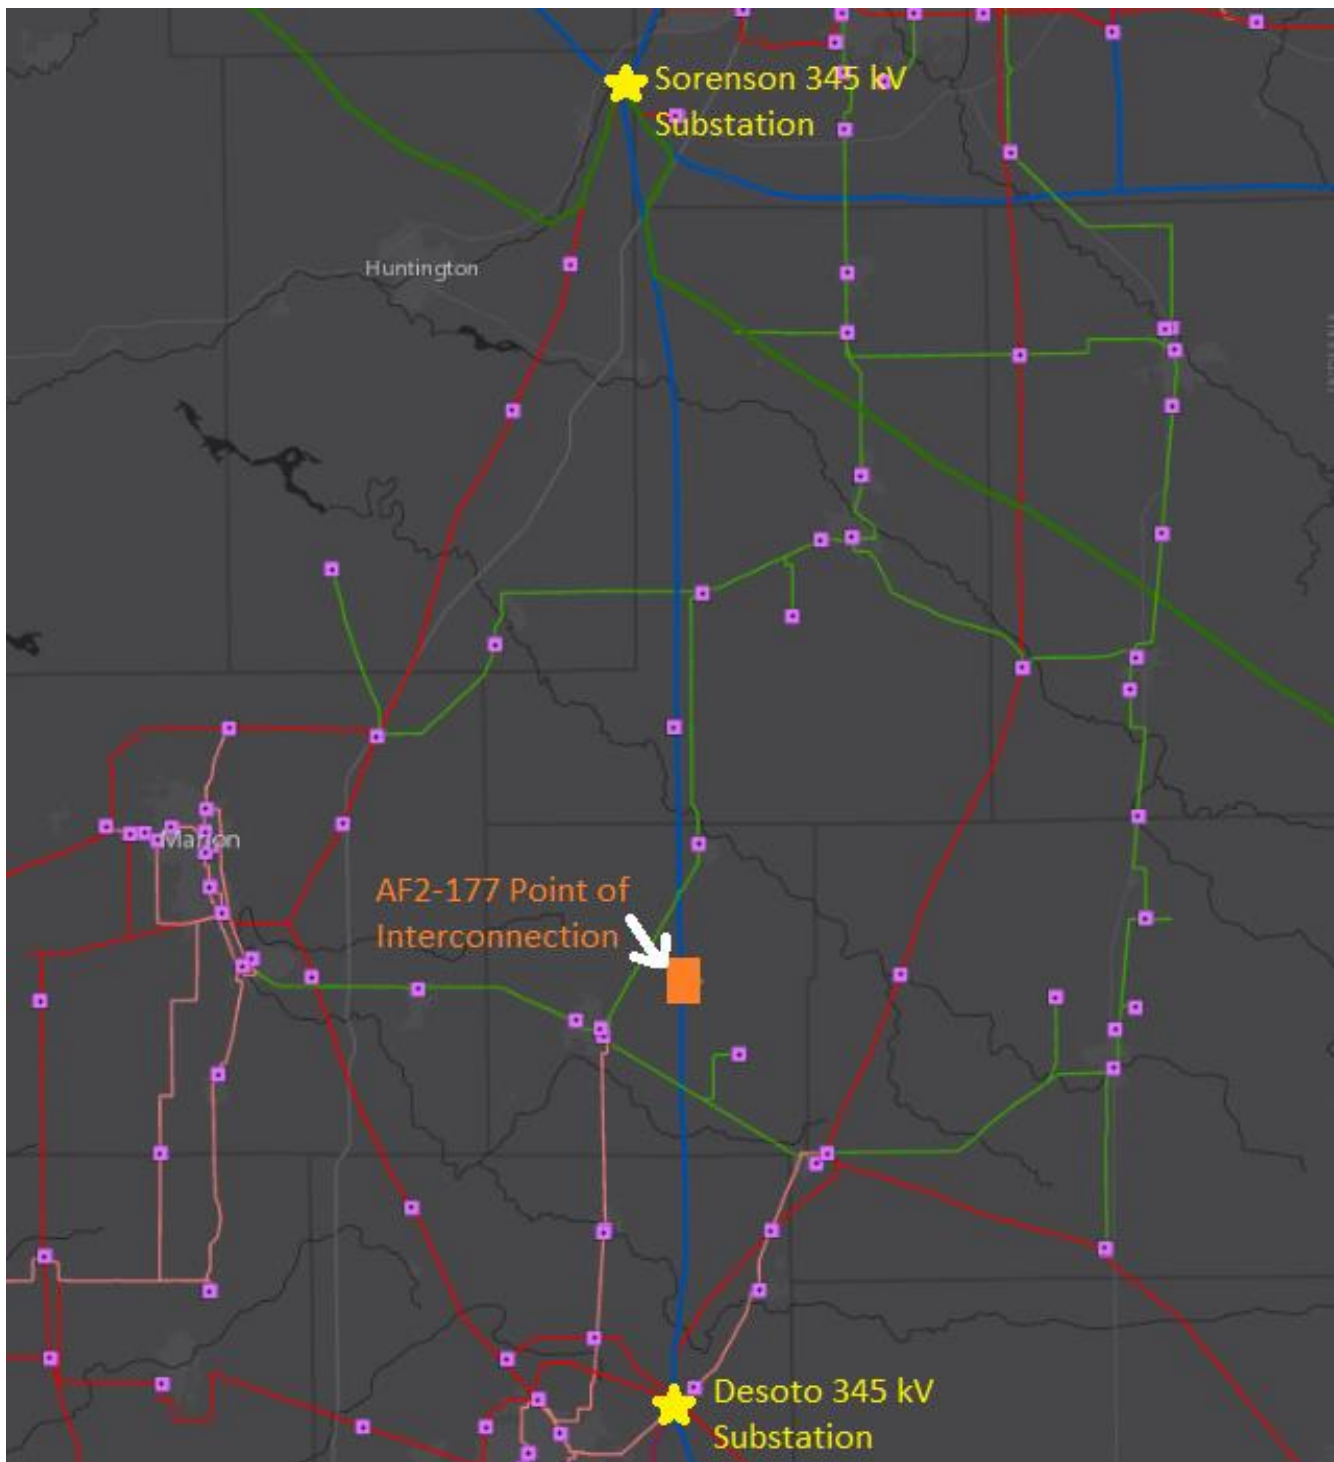 Sorenson 345 kV
Substation
Huntington
Marion
AF2-177 Point of
Interconnection
Desoto 345 kV
Substation